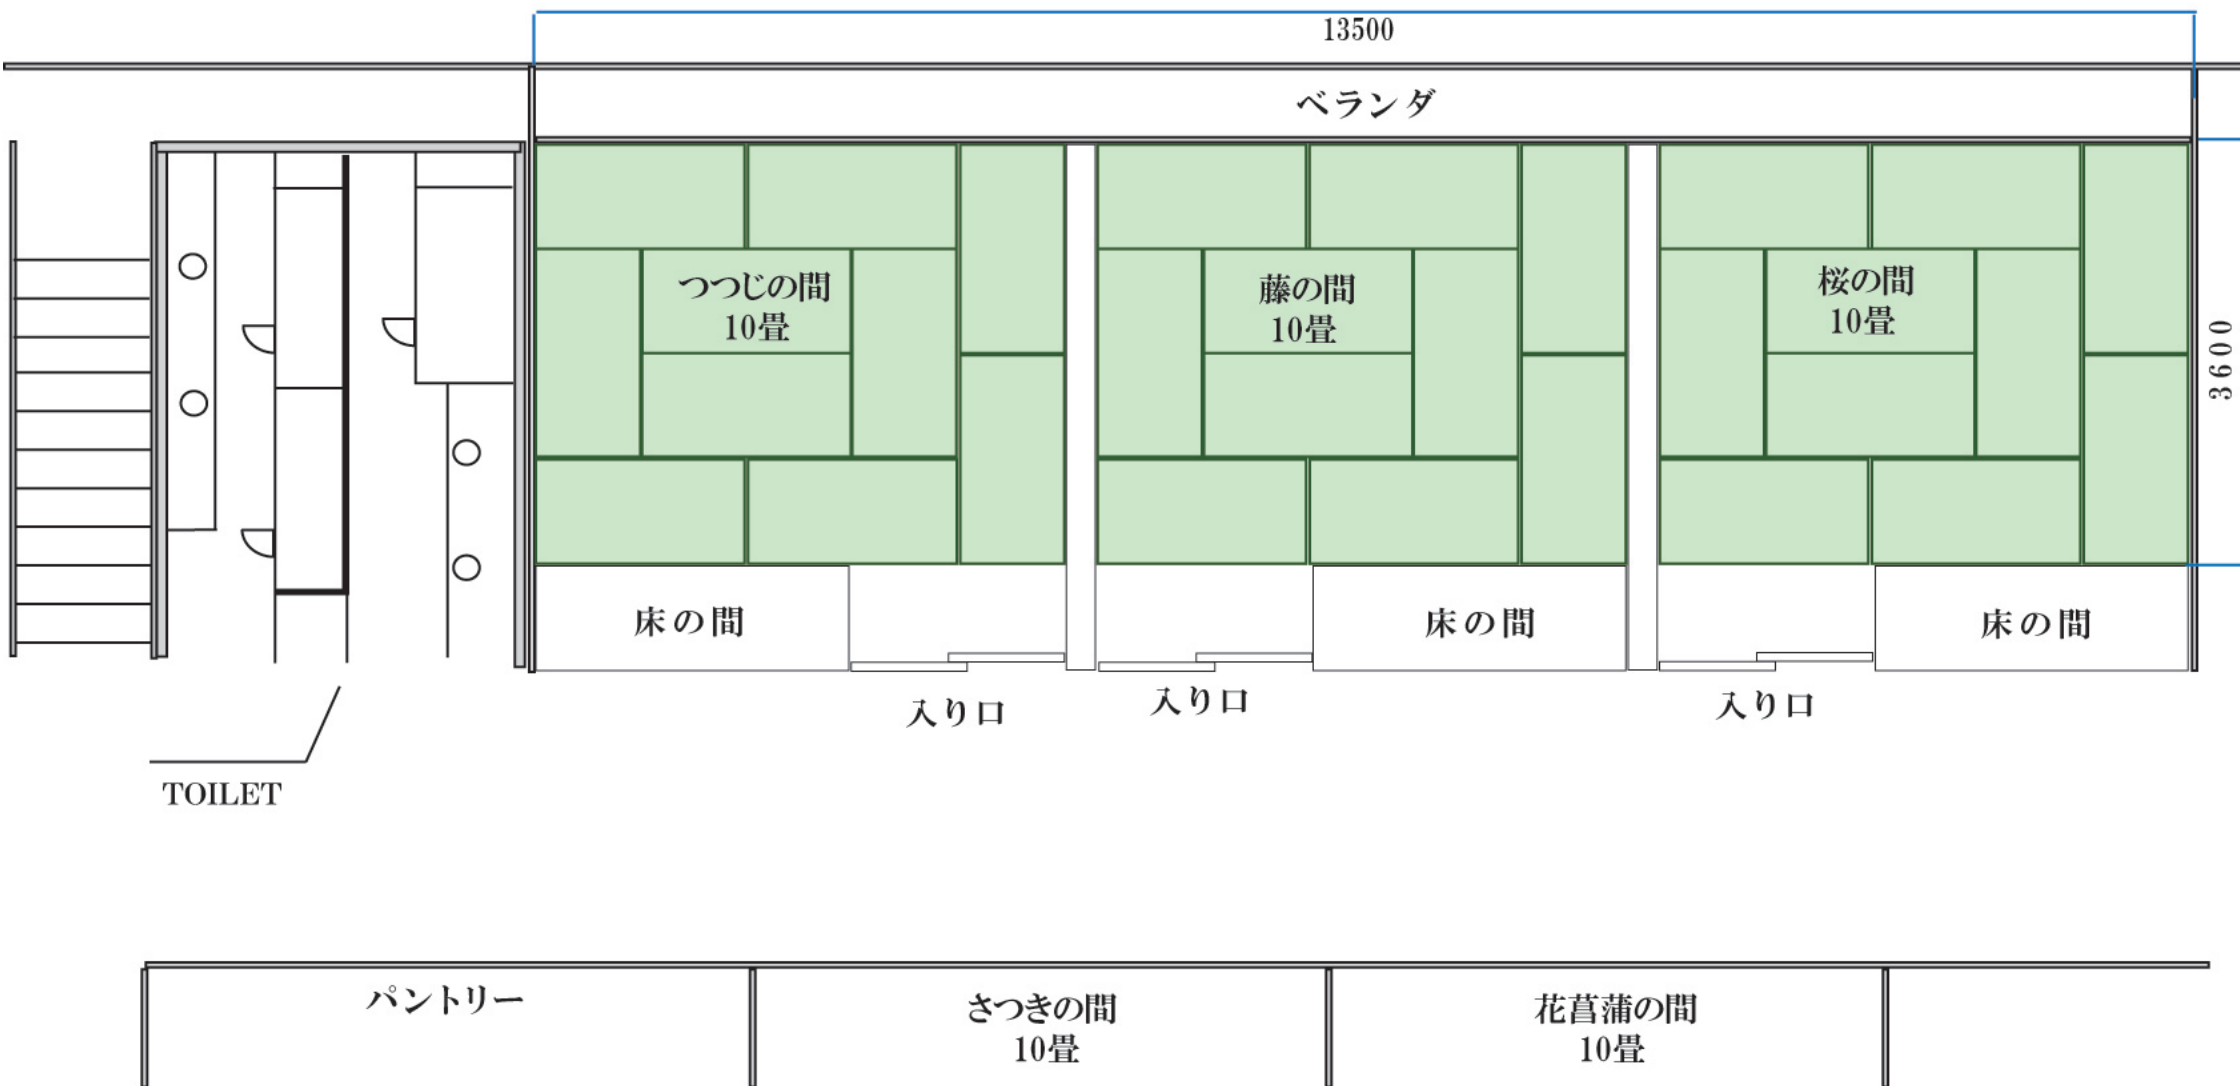 13500
ベランダ
つつじの間
10畳
藤の間
10畳
桜の間
10畳
3600
床の間
床の間
床の間
入り口
入り口
入り口
TOILET
パントリー
さつきの間
10畳
花菖蒲の間
10畳